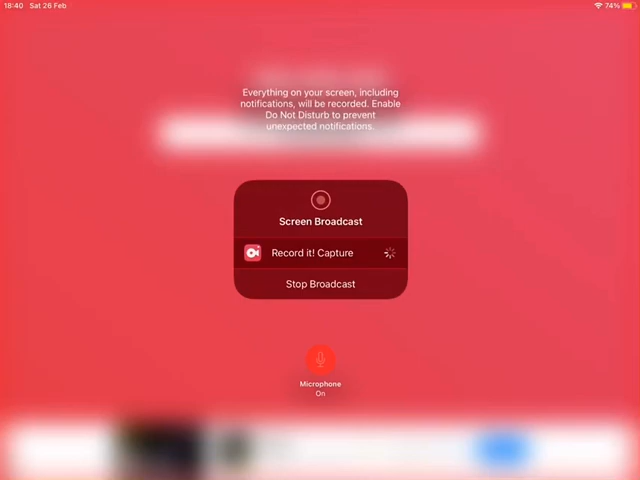 18:40 Sat 26 Feb
74%
Everything on your screen, including
notifications, will be recorded. Enable
Do Not Disturb to prevent
unexpected notifications.
Screen Broadcast
Record it! Capture
Stop Broadcast
Microphone
On